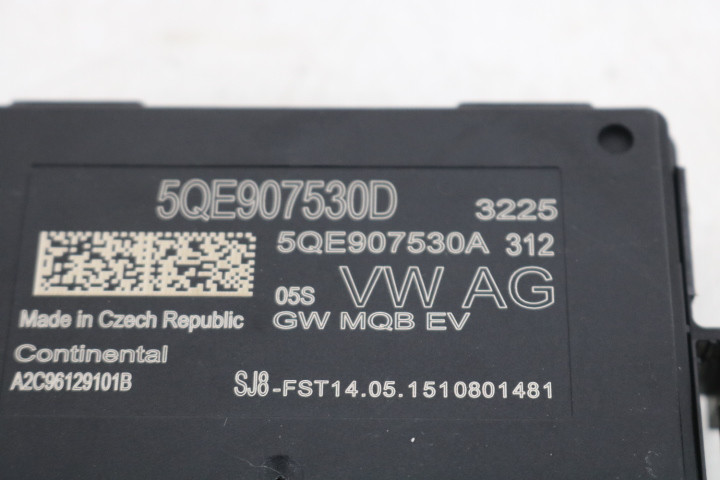 5QE907530D 3225
5QE907530A 312
05S VW AG
Made in Czech Republic GW MQB EV
Continental
A2C96129101B SJ8-FST14.05.1510801481